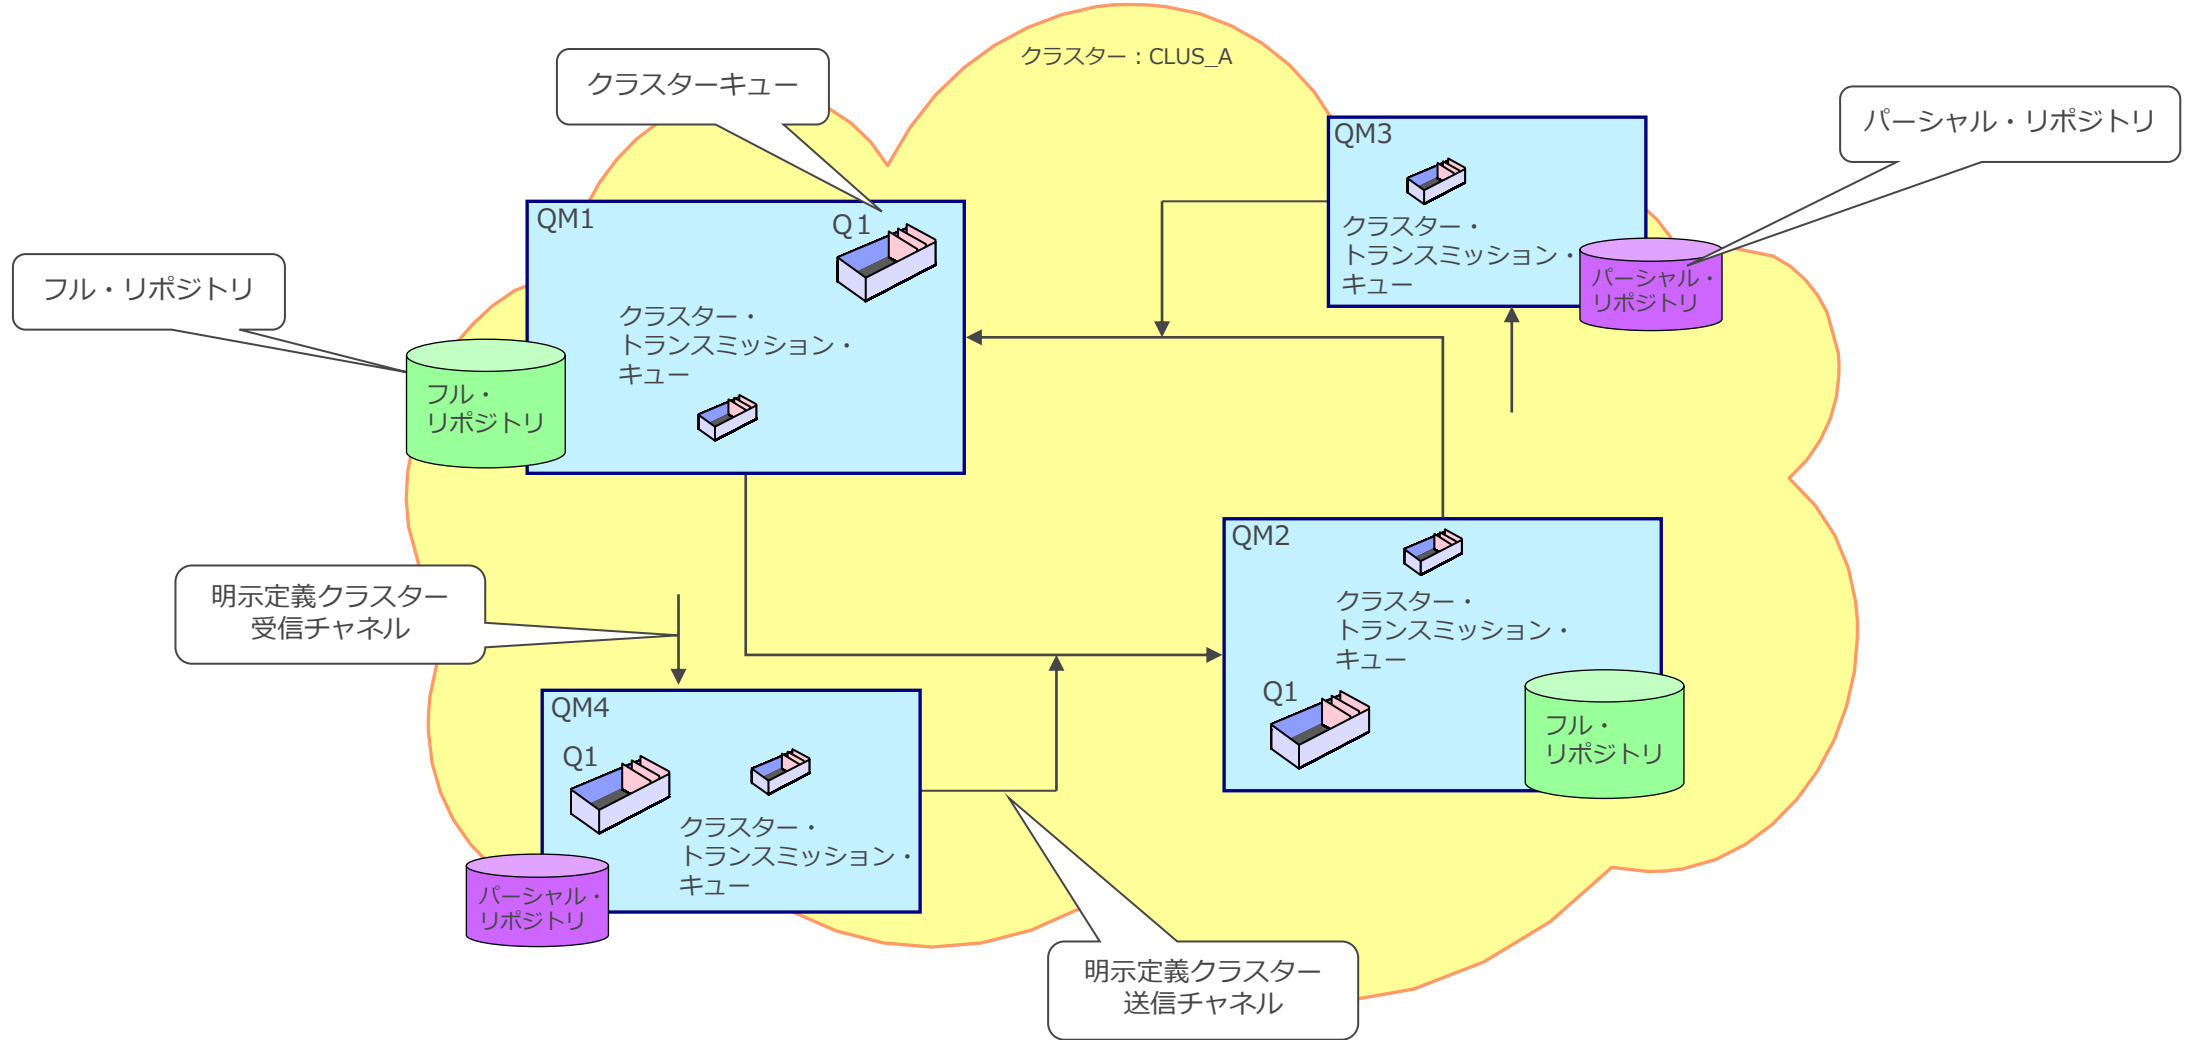 クラスター：CLUS_A
クラスターキュー
パーシャル・リポジトリ
フル・リポジトリ
QM1
Q1
クラスター・
トランスミッション・
キュー
フル・
リポジトリ
QM3
クラスター・
トランスミッション・
キュー
パーシャル・
リポジトリ
明示定義クラスター
受信チャネル
QM2
クラスター・
トランスミッション・
キュー
Q1
フル・
リポジトリ
QM4
Q1
クラスター・
トランスミッション・
キュー
パーシャル・
リポジトリ
明示定義クラスター
送信チャネル